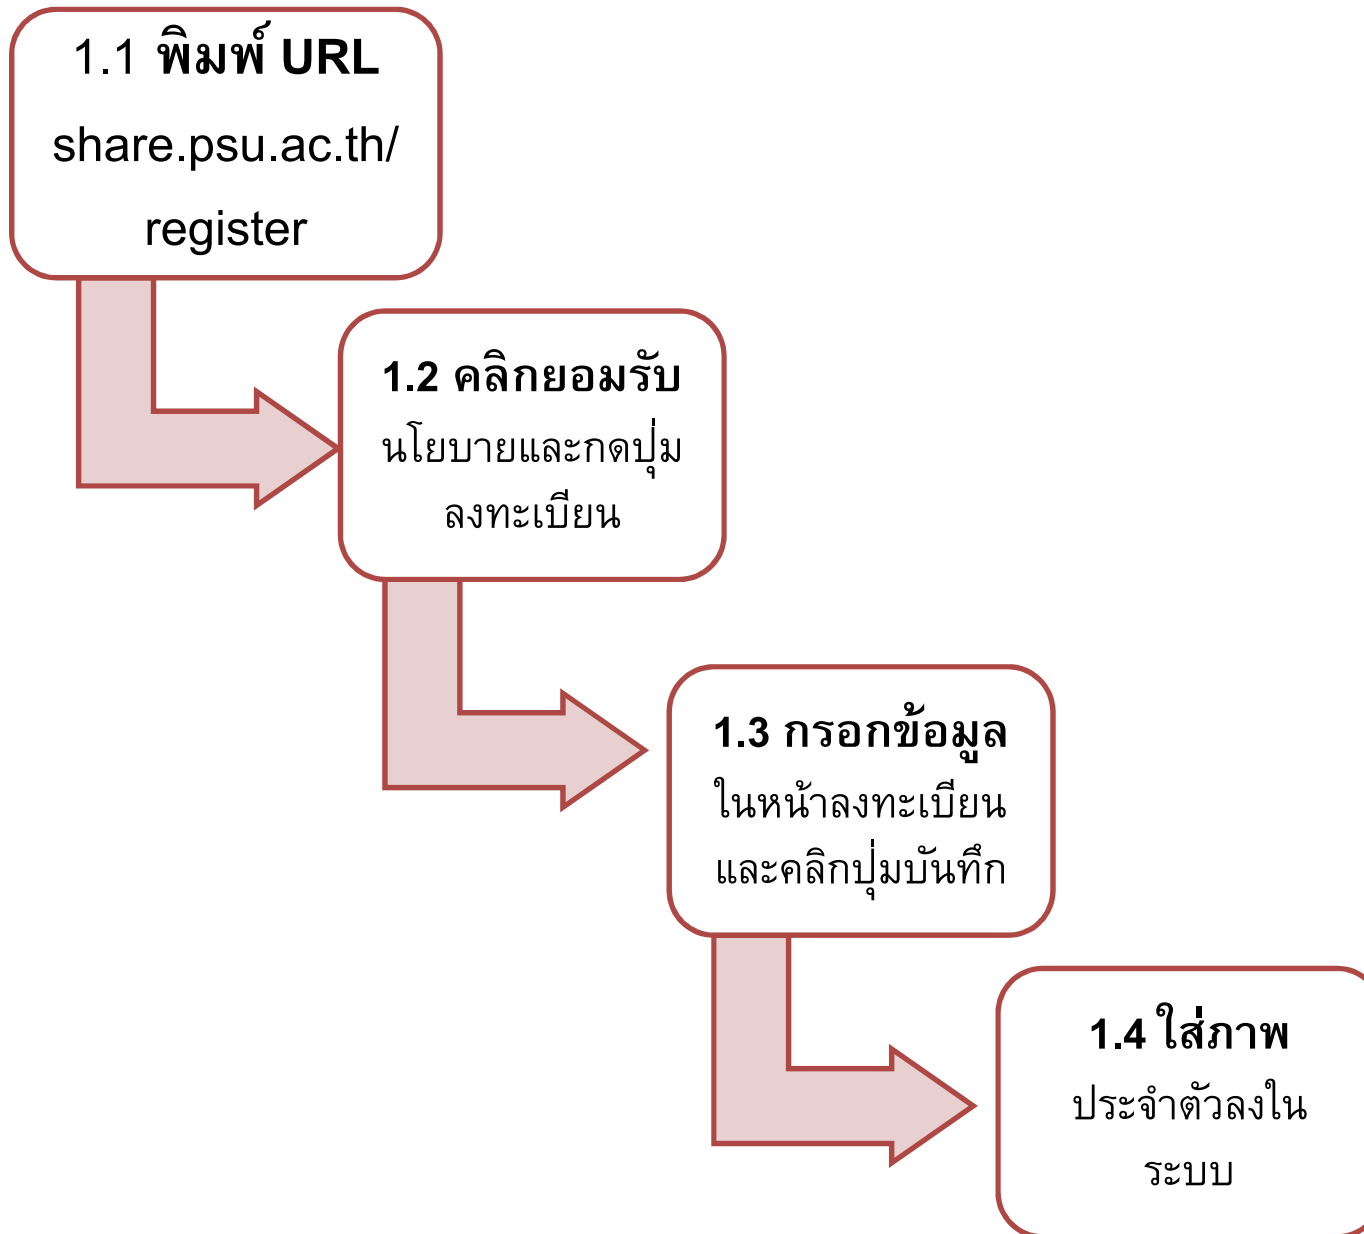 1.1 พิมพ์ URL
share.psu.ac.th/
register
1.2 คลิกยอมรับ
นโยบายและกดปุ่ม
ลงทะเบียน
1.3 กรอกข้อมูล
ในหน้าลงทะเบียน
และคลิกปุ่มบันทึก
1.4 ใส่ภาพ
ประจำตัวลงใน
ระบบ